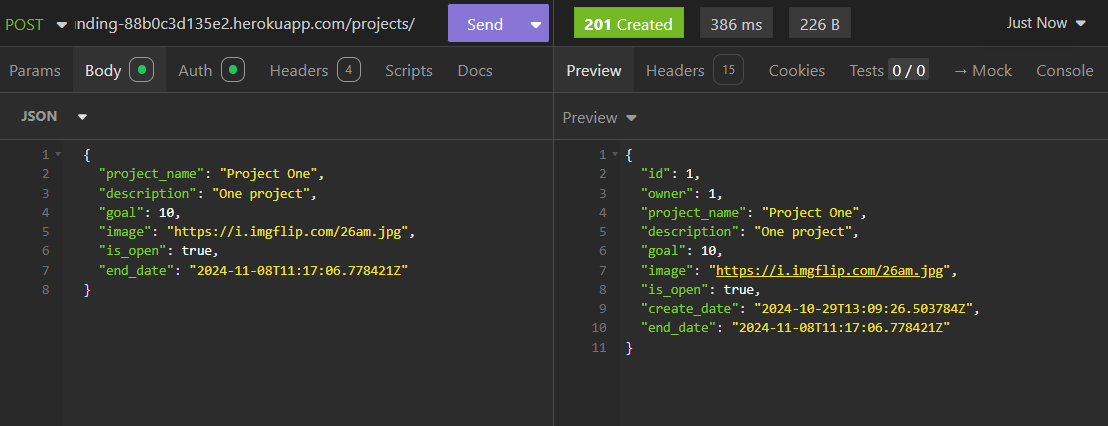 POST ınding-88b0c3d135e2.herokuapp.com/projects/ Send
Params Body Auth Headers 4 Scripts Docs
JSON
1 {
2 "project_name": "Project One",
3 "description": "One project",
4 "goal": 10,
5 "image": "https://i.imgflip.com/26am.jpg",
6 "is_open": true,
7 "end_date": "2024-11-08T11:17:06.778421Z"
8 }
201 Created 386 ms 226 B Just Now
Preview Headers 15 Cookies Tests 0 / 0 → Mock Console
Preview
1 {
2 "id": 1,
3 "owner": 1,
4 "project_name": "Project One",
5 "description": "One project",
6 "goal": 10,
7 "image": "https://i.imgflip.com/26am.jpg",
8 "is_open": true,
9 "create_date": "2024-10-29T13:09:26.503784Z",
10 "end_date": "2024-11-08T11:17:06.778421Z"
11 }